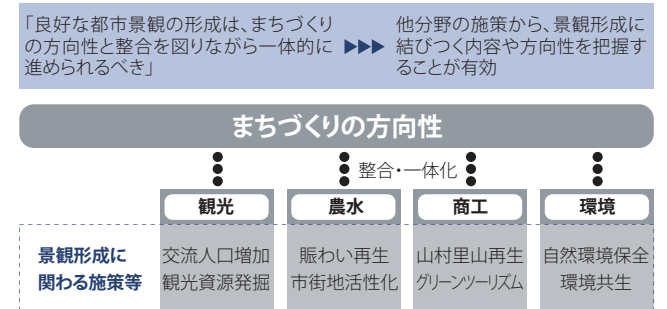 「良好な都市景観の形成は、まちづくり
の方向性と整合を図りながら一体的に
進められるべき」
▶▶▶
他分野の施策から、景観形成に
結びつく内容や方向性を把握す
ることが有効
まちづくりの方向性
整合・一体化
観光 農水 商工 環境
景観形成に
関わる施策等
交流人口増加
観光資源発掘
賑わい再生
市街地活性化
山村里山再生
グリーンツーリズム
自然環境保全
環境共生